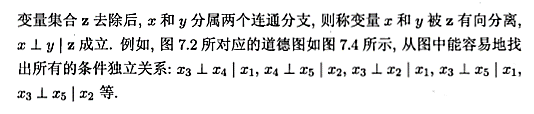 变量集合 z 去除后, x 和 y 分属两个连通分支, 则称变量 x 和 y 被 z 有向分离,
x ⊥ y | z 成立. 例如, 图 7.2 所对应的道德图如图 7.4 所示, 从图中能容易地找
出所有的条件独立关系: x₃ ⊥ x₄ | x₁, x₄ ⊥ x₅ | x₂, x₃ ⊥ x₂ | x₁, x₃ ⊥ x₅ | x₁,
x₃ ⊥ x₅ | x₂ 等.